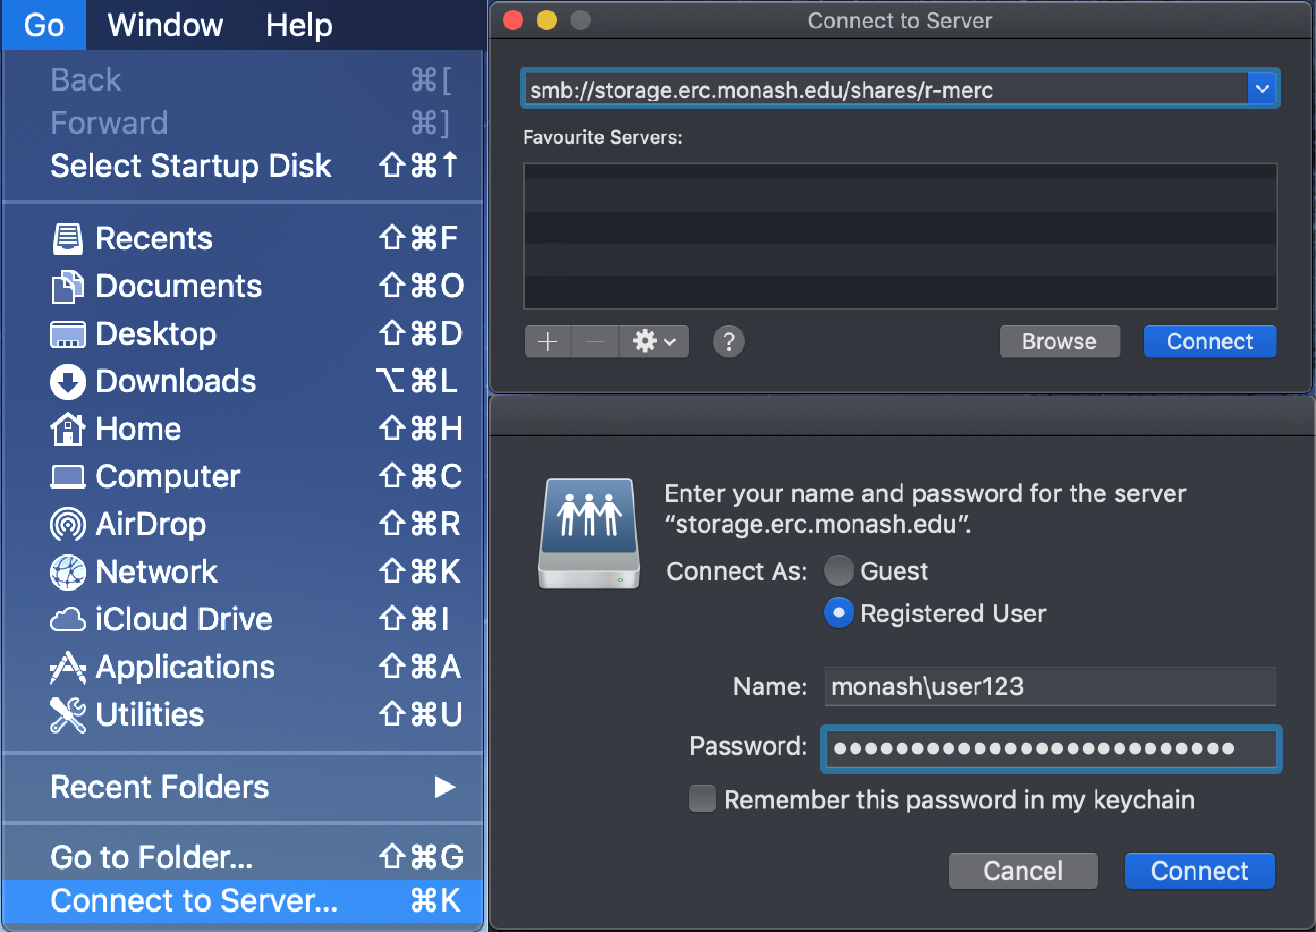 Go Window Help
Back ⌘[
Forward ⌘]
Select Startup Disk ⇧⌘↑
Recents ⇧⌘F
Documents ⇧⌘O
Desktop ⇧⌘D
Downloads ⌥⌘L
Home ⇧⌘H
Computer ⇧⌘C
AirDrop ⇧⌘R
Network ⇧⌘K
iCloud Drive ⇧⌘I
Applications ⇧⌘A
Utilities ⇧⌘U
Recent Folders ▶
Go to Folder... ⇧⌘G
Connect to Server... ⌘K
Connect to Server
smb://storage.erc.monash.edu/shares/r-merc
Favourite Servers:
? Browse Connect
Enter your name and password for the server
“storage.erc.monash.edu”.
Connect As: Guest
Registered User
Name: monash\user123
Password: ••••••••••••••••••••••••••
Remember this password in my keychain
Cancel Connect